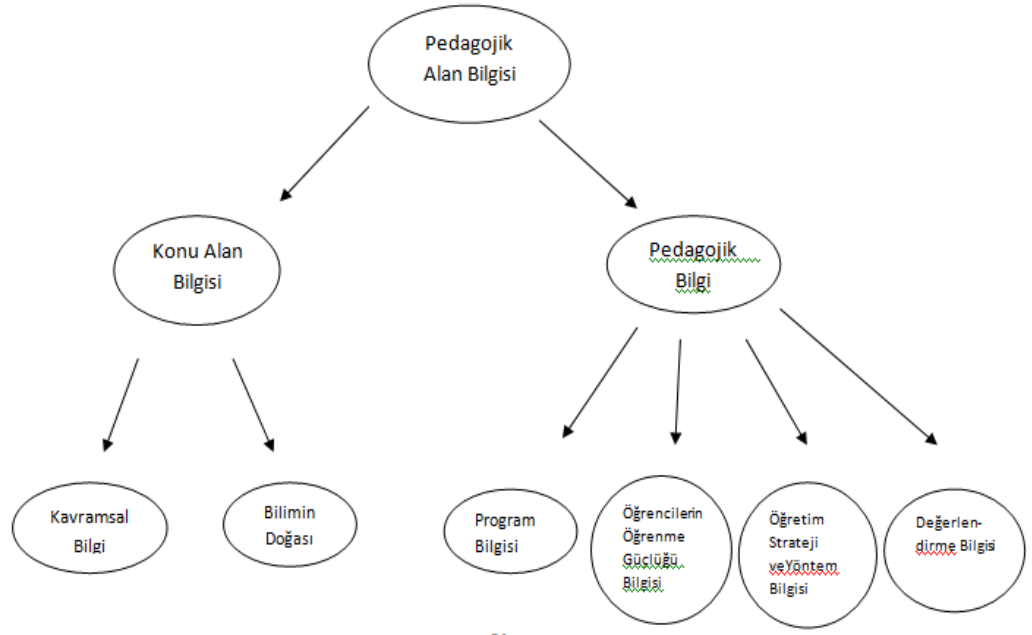 Pedagojik
Alan Bilgisi
Konu Alan
Bilgisi
Pedagojik
Bilgi
Kavramsal
Bilgi
Bilimin
Doğası
Program
Bilgisi
Öğrencilerin
Öğrenme
Güçlüğü
Bilgisi
Öğretim
Strateji
veYöntem
Bilgisi
Değerlen-
dirme Bilgisi